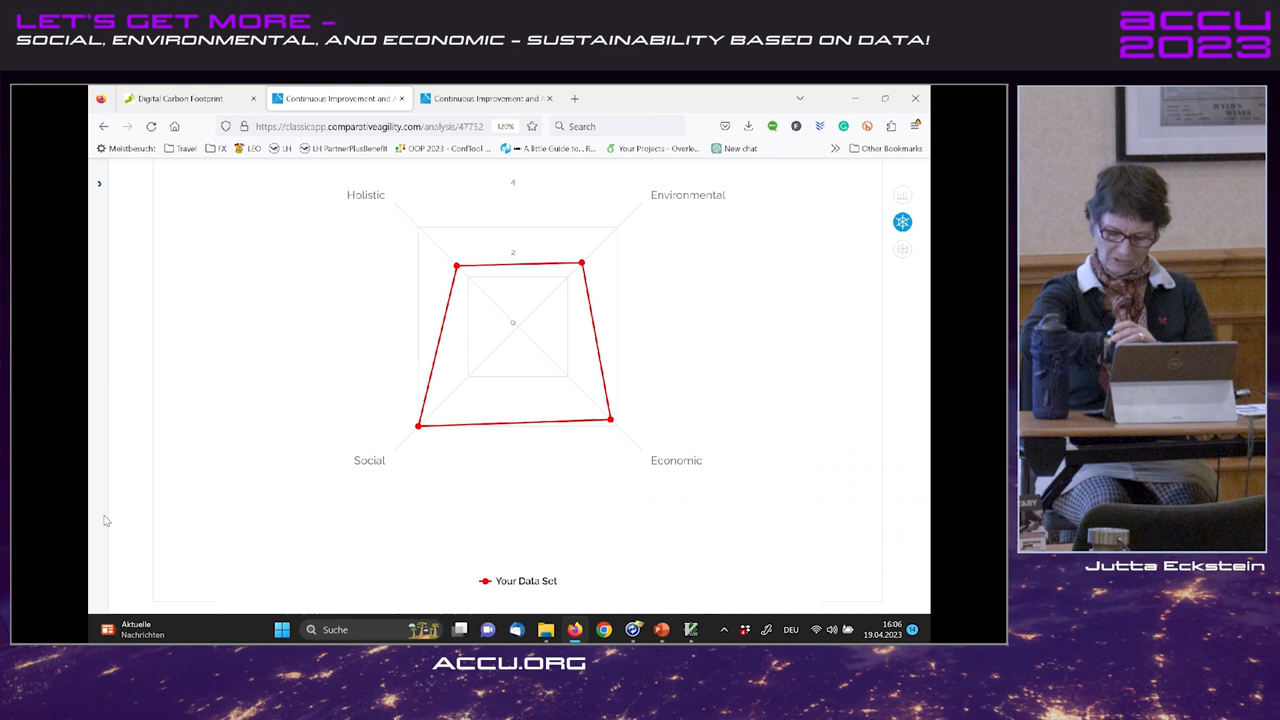 LET'S GET MORE –
SOCIAL, ENVIRONMENTAL, AND ECONOMIC – SUSTAINABILITY BASED ON DATA!
ACCU
2023
Digital Carbon Footprint
Continuous Improvement and A
Continuous Improvement and A
https://classicapp.comparativeagility.com/analysis/47752
120%
Search
Meistbesucht
Travel
FX
LEO
LH
LH PartnerPlusBenefit
OOP 2023 - ConfTool ...
A little Guide to... R...
Your Projects - Overle...
New chat
Other Bookmarks
4
Holistic
Environmental
2
0
Social
Economic
Your Data Set
Aktuelle
Nachrichten
Suche
DEU
16:06
19.04.2023
Jutta Eckstein
ACCU.ORG